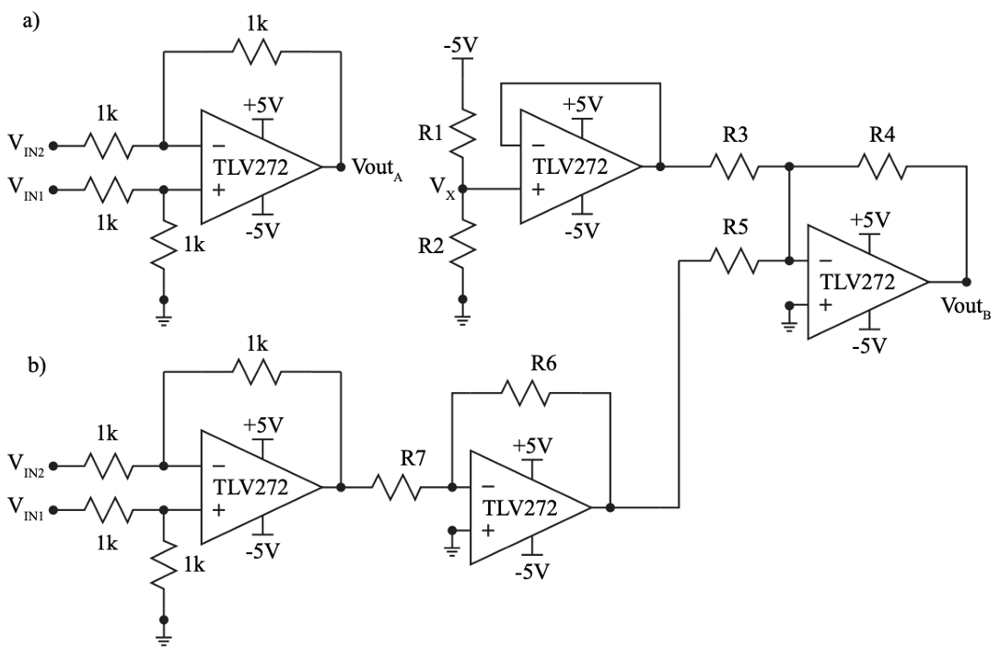 a)
1k
1k
V_IN2
V_IN1
1k
1k
+5V
−
TLV272
+
-5V
Vout_A
-5V
R1
V_X
R2
+5V
−
TLV272
+
-5V
R3
R4
R5
+5V
−
TLV272
+
-5V
Vout_B
b)
1k
1k
V_IN2
V_IN1
1k
1k
+5V
−
TLV272
+
-5V
R7
R6
+5V
−
TLV272
+
-5V